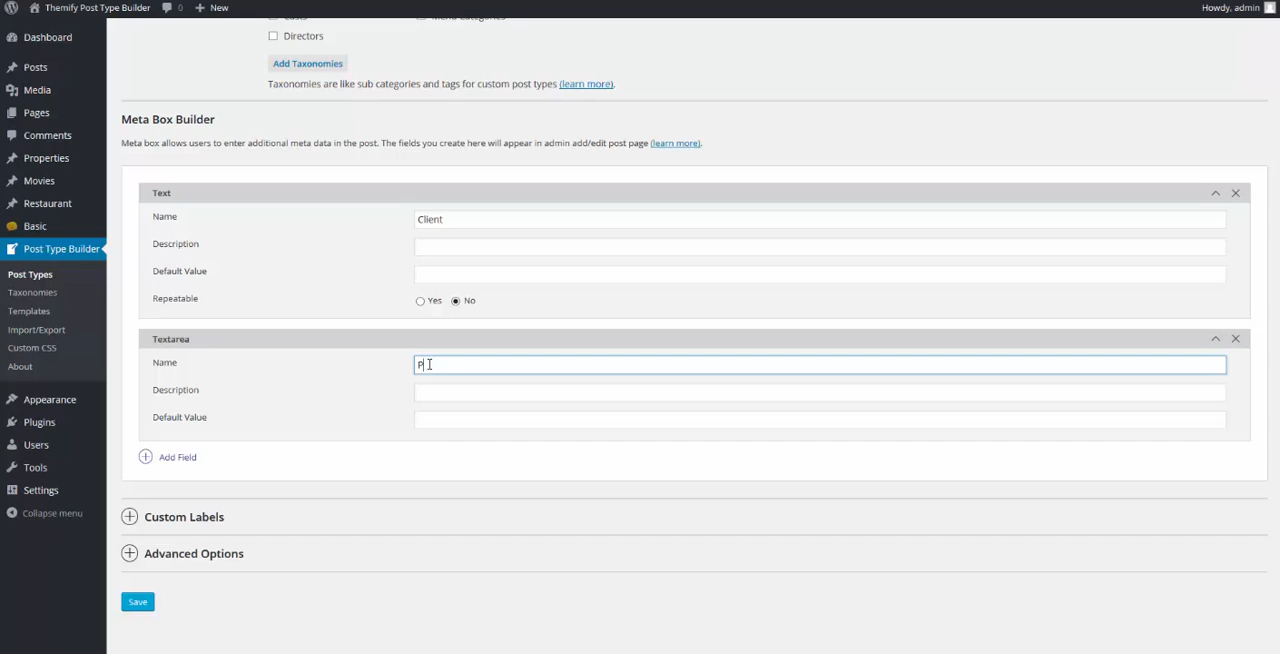 Themify Post Type Builder 0 New Howdy, admin
Dashboard
Posts
Media
Pages
Comments
Properties
Movies
Restaurant
Basic
Post Type Builder
Post Types
Taxonomies
Templates
Import/Export
Custom CSS
About
Appearance
Plugins
Users
Tools
Settings
Collapse menu
Directors
Add Taxonomies
Taxonomies are like sub categories and tags for custom post types (learn more).
Meta Box Builder
Meta box allows users to enter additional meta data in the post. The fields you create here will appear in admin add/edit post page (learn more).
Text
Name Client
Description
Default Value
Repeatable Yes No
Textarea
Name P
Description
Default Value
Add Field
Custom Labels
Advanced Options
Save